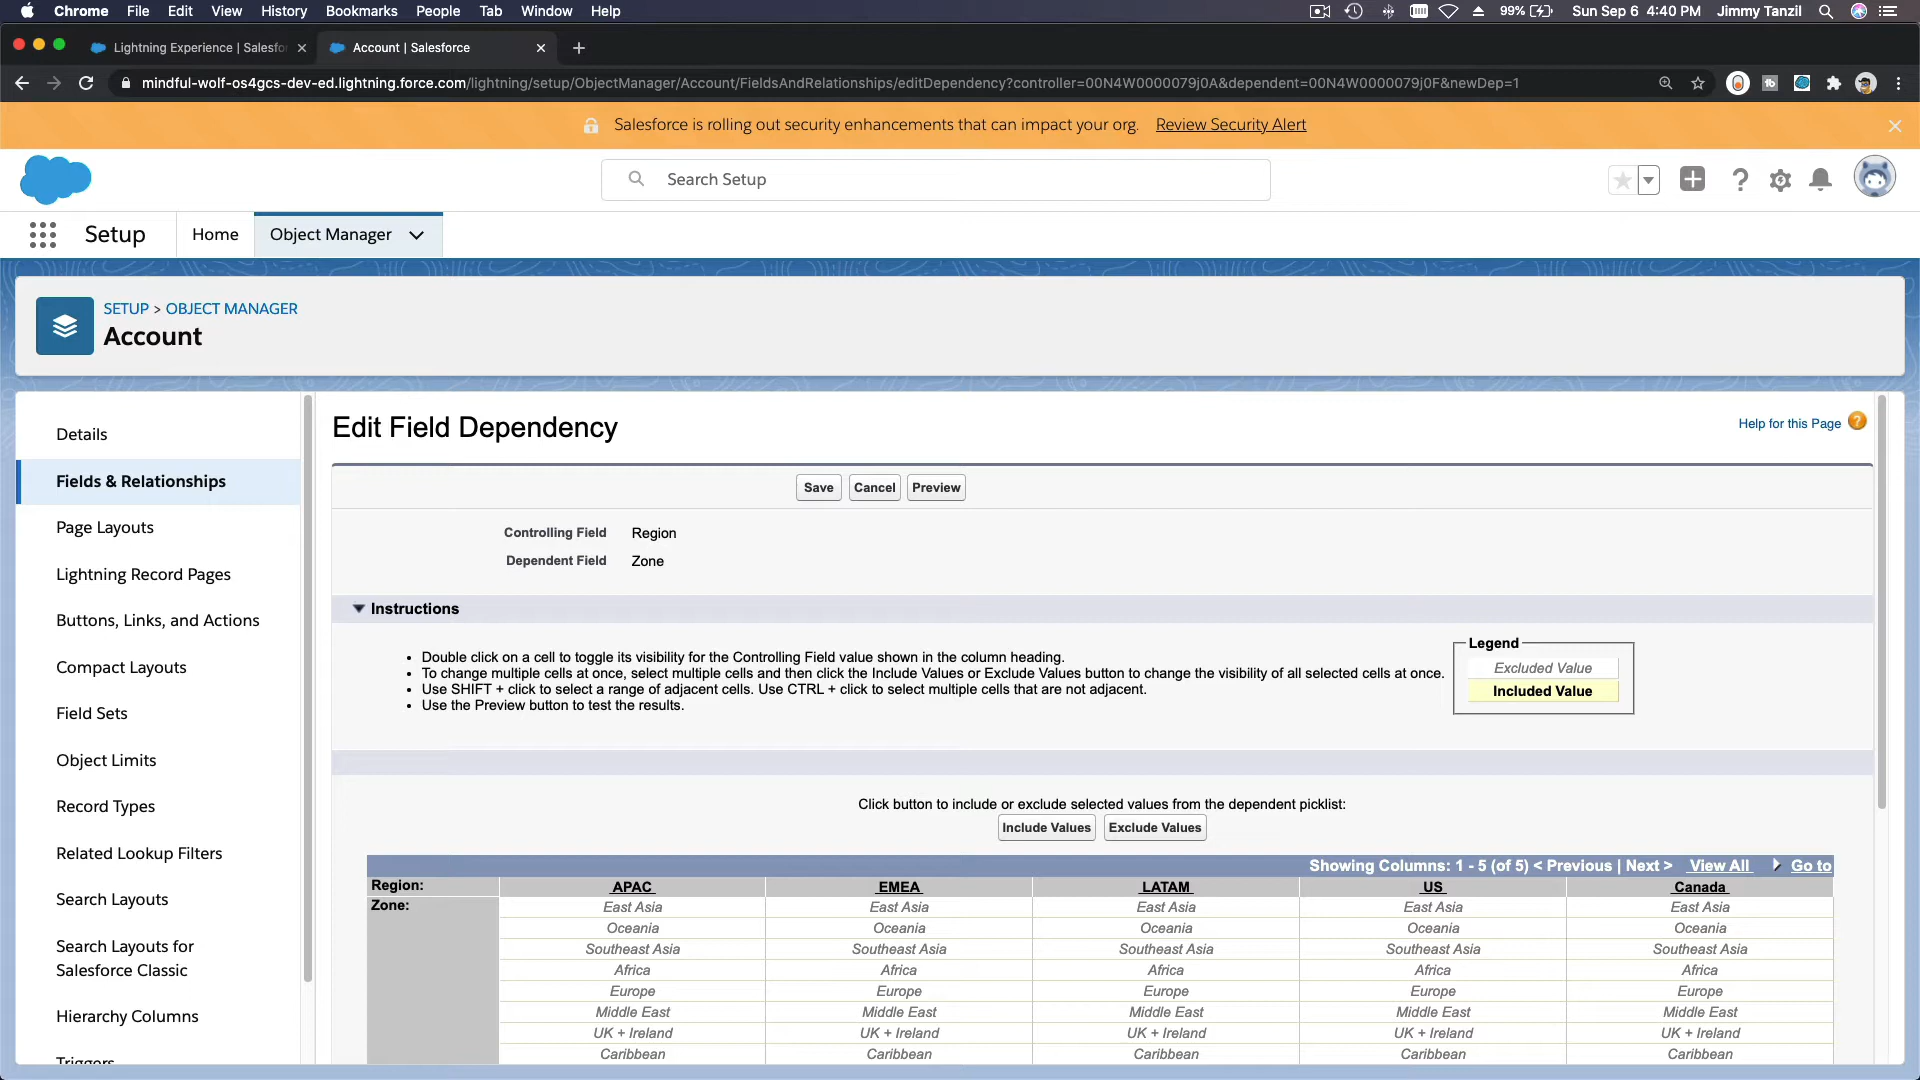 Chrome File Edit View History Bookmarks People Tab Window Help 99% Sun Sep 6 4:40 PM Jimmy Tanzil
Lightning Experience | Salesfo
Account | Salesforce
mindful-wolf-os4gcs-dev-ed.lightning.force.com/lightning/setup/ObjectManager/Account/FieldsAndRelationships/editDependency?controller=00N4W0000079j0A&dependent=00N4W0000079j0F&newDep=1
Salesforce is rolling out security enhancements that can impact your org. Review Security Alert
Search Setup
Setup Home Object Manager
SETUP > OBJECT MANAGER
Account
Details
Fields & Relationships
Page Layouts
Lightning Record Pages
Buttons, Links, and Actions
Compact Layouts
Field Sets
Object Limits
Record Types
Related Lookup Filters
Search Layouts
Search Layouts for
Salesforce Classic
Hierarchy Columns
Triggers
Edit Field Dependency
Help for this Page ?
Save Cancel Preview
Controlling Field Region
Dependent Field Zone
Instructions
• Double click on a cell to toggle its visibility for the Controlling Field value shown in the column heading.
• To change multiple cells at once, select multiple cells and then click the Include Values or Exclude Values button to change the visibility of all selected cells at once.
• Use SHIFT + click to select a range of adjacent cells. Use CTRL + click to select multiple cells that are not adjacent.
• Use the Preview button to test the results.
Legend
Excluded Value
Included Value
Click button to include or exclude selected values from the dependent picklist:
Include Values Exclude Values
Showing Columns: 1 - 5 (of 5) < Previous | Next > View All Go to
Region: APAC EMEA LATAM US Canada
Zone: East Asia East Asia East Asia East Asia East Asia
Oceania Oceania Oceania Oceania Oceania
Southeast Asia Southeast Asia Southeast Asia Southeast Asia Southeast Asia
Africa Africa Africa Africa Africa
Europe Europe Europe Europe Europe
Middle East Middle East Middle East Middle East Middle East
UK + Ireland UK + Ireland UK + Ireland UK + Ireland UK + Ireland
Caribbean Caribbean Caribbean Caribbean Caribbean